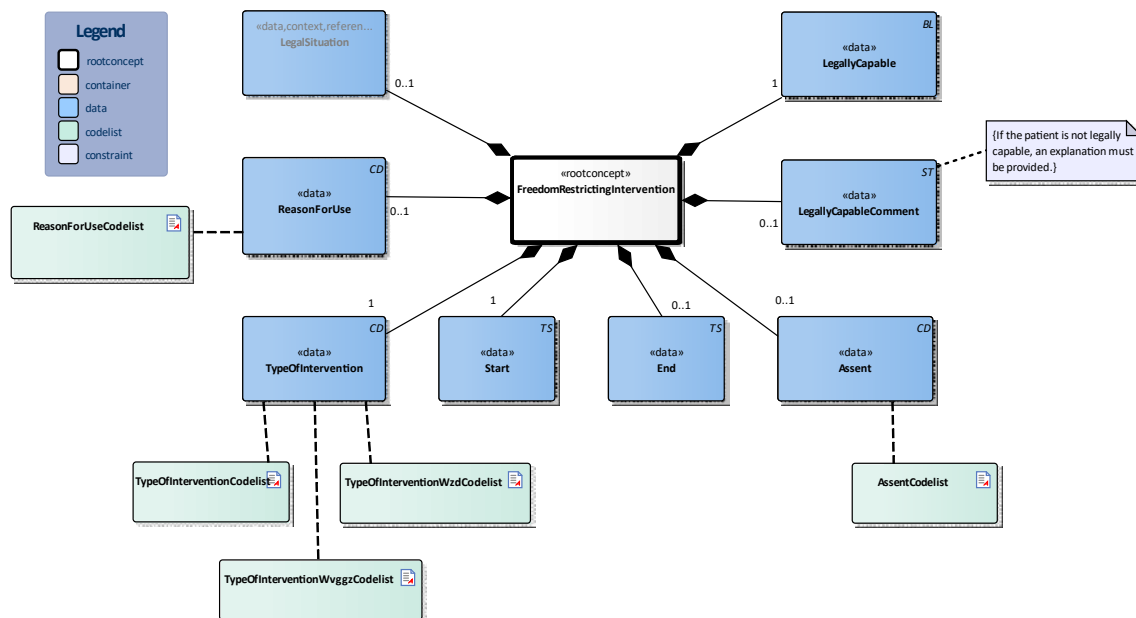 Legend
rootconcept
container
data
codelist
constraint
«data,context,referen...
LegalSituation
0..1
BL
«data»
LegallyCapable
1
{If the patient is not legally
capable, an explanation must
be provided.}
«rootconcept»
FreedomRestrictingIntervention
CD
«data»
ReasonForUse
0..1
ST
«data»
LegallyCapableComment
0..1
ReasonForUseCodelist
1
1
0..1
0..1
CD
«data»
TypeOfIntervention
TS
«data»
Start
TS
«data»
End
CD
«data»
Assent
TypeOfInterventionCodelist
TypeOfInterventionWzdCodelist
AssentCodelist
TypeOfInterventionWvggzCodelist